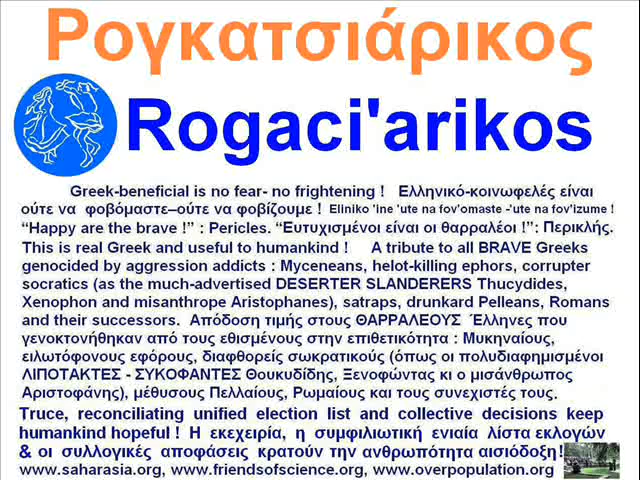 Ρογκατσιάρικος
Rogaci'arikos
Greek-beneficial is no fear- no frightening ! Ελληνικό-κοινωφελές είναι
ούτε να φοβόμαστε–ούτε να φοβίζουμε ! Eliniko 'ine 'ute na fov'omaste -'ute na fov'izume !
“Happy are the brave !” : Pericles. “Ευτυχισμένοι είναι οι θαρραλέοι !”: Περικλής.
This is real Greek and useful to humankind ! A tribute to all BRAVE Greeks
genocided by aggression addicts : Myceneans, helot-killing ephors, corrupter
socratics (as the much-advertised DESERTER SLANDERERS Thucydides,
Xenophon and misanthrope Aristophanes), satraps, drunkard Pelleans, Romans
and their successors. Απόδοση τιμής στους ΘΑΡΡΑΛΕΟΥΣ Έλληνες που
γενοκτονήθηκαν από τους εθισμένους στην επιθετικότητα : Μυκηναίους,
ειλωτόφονους εφόρους, διαφθορείς σωκρατικούς (όπως οι πολυδιαφημισμένοι
ΛΙΠΟΤΑΚΤΕΣ - ΣΥΚΟΦΑΝΤΕΣ Θουκυδίδης, Ξενοφώντας κι ο μισάνθρωπος
Αριστοφάνης), μέθυσους Πελλαίους, Ρωμαίους και τους συνεχιστές τους.
Truce, reconciliating unified election list and collective decisions keep
humankind hopeful ! Η εκεχειρία, η συμφιλιωτική ενιαία λίστα εκλογών
& οι συλλογικές αποφάσεις κρατούν την ανθρωπότητα αισιόδοξη!
www.saharasia.org, www.friendsofscience.org, www.overpopulation.org